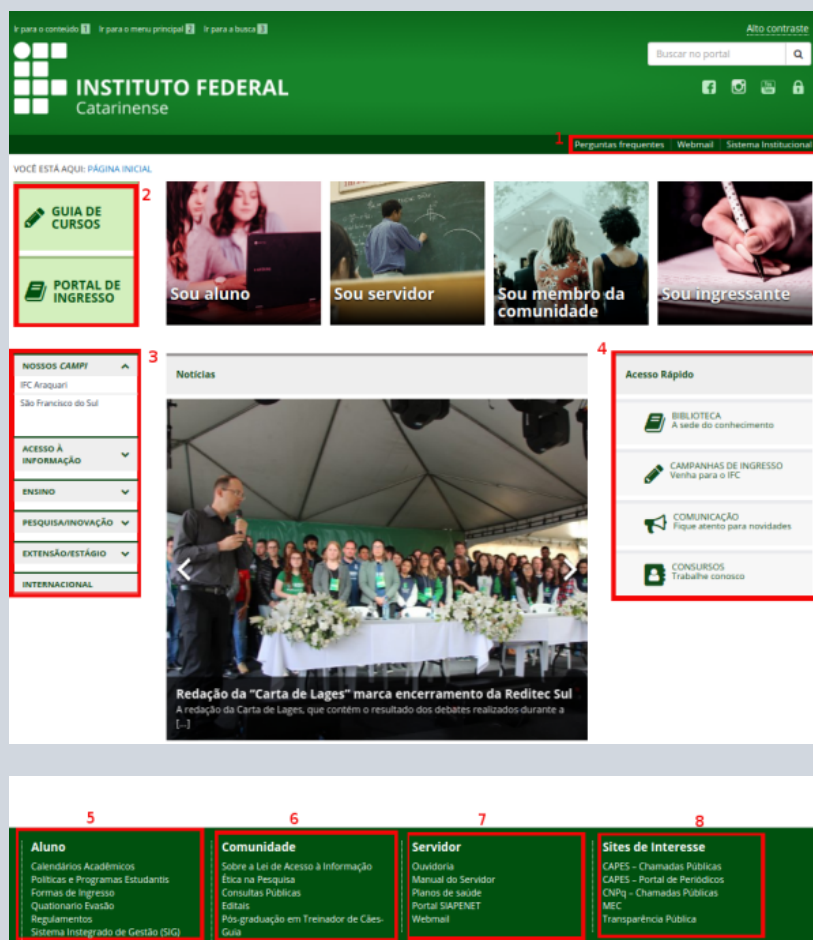 Ir para o conteúdo 1 Ir para o menu principal 2 Ir para a busca 3
Alto contraste
Buscar no portal
INSTITUTO FEDERAL
Catarinense
1
Perguntas frequentes Webmail Sistema Institucional
VOCÊ ESTÁ AQUI: PÁGINA INICIAL
2
GUIA DE
CURSOS
PORTAL DE
INGRESSO
Sou aluno
Sou servidor
Sou membro da
comunidade
Sou ingressante
3
NOSSOS CAMPI
IFC Araquari
São Francisco do Sul
ACESSO À
INFORMAÇÃO
ENSINO
PESQUISA/INOVAÇÃO
EXTENSÃO/ESTÁGIO
INTERNACIONAL
Notícias
Redação da "Carta de Lages" marca encerramento da Reditec Sul
A redação da Carta de Lages, que contém o resultado dos debates realizados durante a
[...]
4
Acesso Rápido
BIBLIOTECA
A sede do conhecimento
CAMPANHAS DE INGRESSO
Venha para o IFC
COMUNICAÇÃO
Fique atento para novidades
CONSURSOS
Trabalhe conosco
5
Aluno
Calendários Acadêmicos
Políticas e Programas Estudantis
Formas de Ingresso
Quationario Evasão
Regulamentos
Sistema Instegrado de Gestão (SIG)
6
Comunidade
Sobre a Lei de Acesso à Informação
Ética na Pesquisa
Consultas Públicas
Editais
Pós-graduação em Treinador de Cães-
Guia
7
Servidor
Ouvidoria
Manual do Servidor
Planos de saúde
Portal SIAPENET
Webmail
8
Sites de Interesse
CAPES – Chamadas Públicas
CAPES – Portal de Periódicos
CNPq – Chamadas Públicas
MEC
Transparência Pública